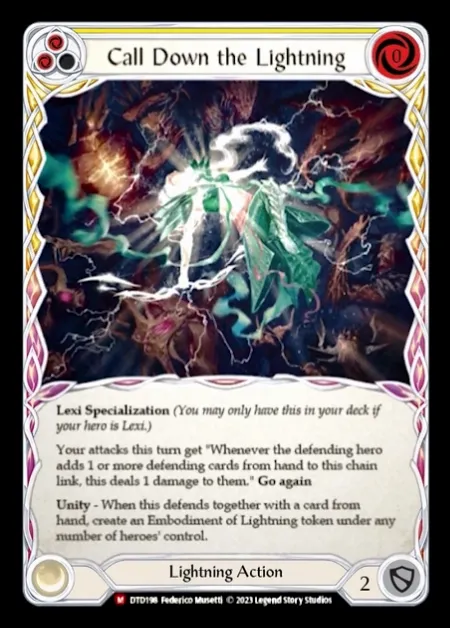 Call Down the Lightning
0
Lexi Specialization (You may only have this in your deck if
your hero is Lexi.)
Your attacks this turn get "Whenever the defending hero
adds 1 or more defending cards from hand to this chain
link, this deals 1 damage to them." Go again
Unity - When this defends together with a card from
hand, create an Embodiment of Lightning token under any
number of heroes' control.
Lightning Action
2
M DTD198 Federico Musetti © 2023 Legend Story Studios